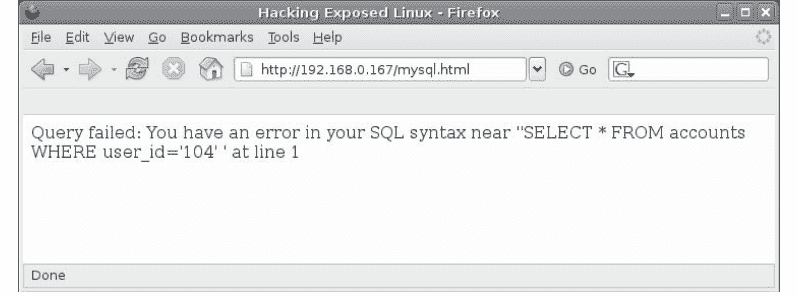 Hacking Exposed Linux - Firefox
File Edit View Go Bookmarks Tools Help
http://192.168.0.167/mysql.html Go G
Query failed: You have an error in your SQL syntax near "SELECT * FROM accounts
WHERE user_id='104' ' at line 1
Done